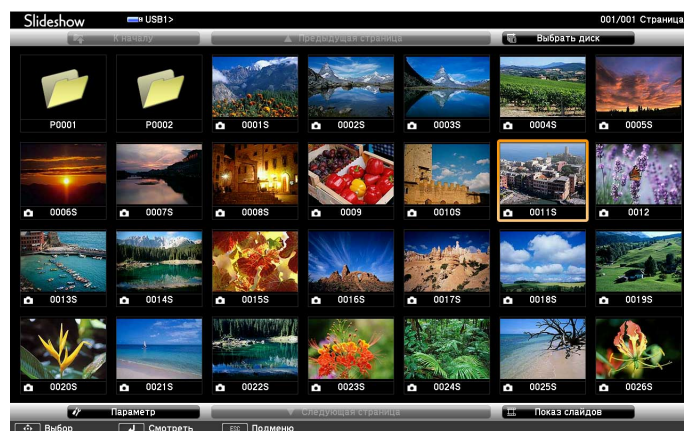 Slideshow USB1> 001/001 Страница
К началу Предыдущая страница Выбрать диск
P0001 P0002 0001S 0002S 0003S 0004S 0005S
0006S 0007S 0008S 0009 0010S 0011S 0012
0013S 0014S 0015S 0016S 0017S 0018S 0019S
0020S 0021S 0022S 0023S 0024S 0025S 0026S
Параметр Следующая страница Показ слайдов
Выбор Смотреть ESC Подменю